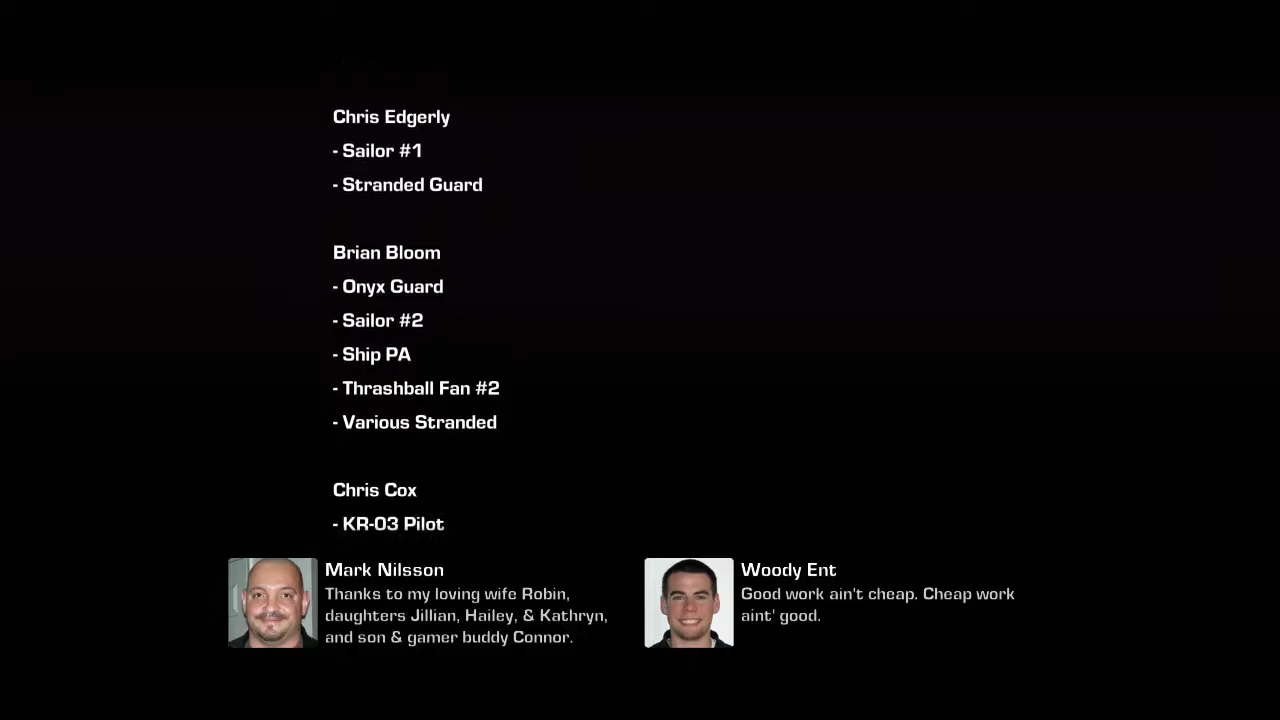 Chris Edgerly
- Sailor #1
- Stranded Guard
Brian Bloom
- Onyx Guard
- Sailor #2
- Ship PA
- Thrashball Fan #2
- Various Stranded
Chris Cox
- KR-03 Pilot
Mark Nilsson
Thanks to my loving wife Robin,
daughters Jillian, Hailey, & Kathryn,
and son & gamer buddy Connor.
Woody Ent
Good work ain't cheap. Cheap work
aint' good.